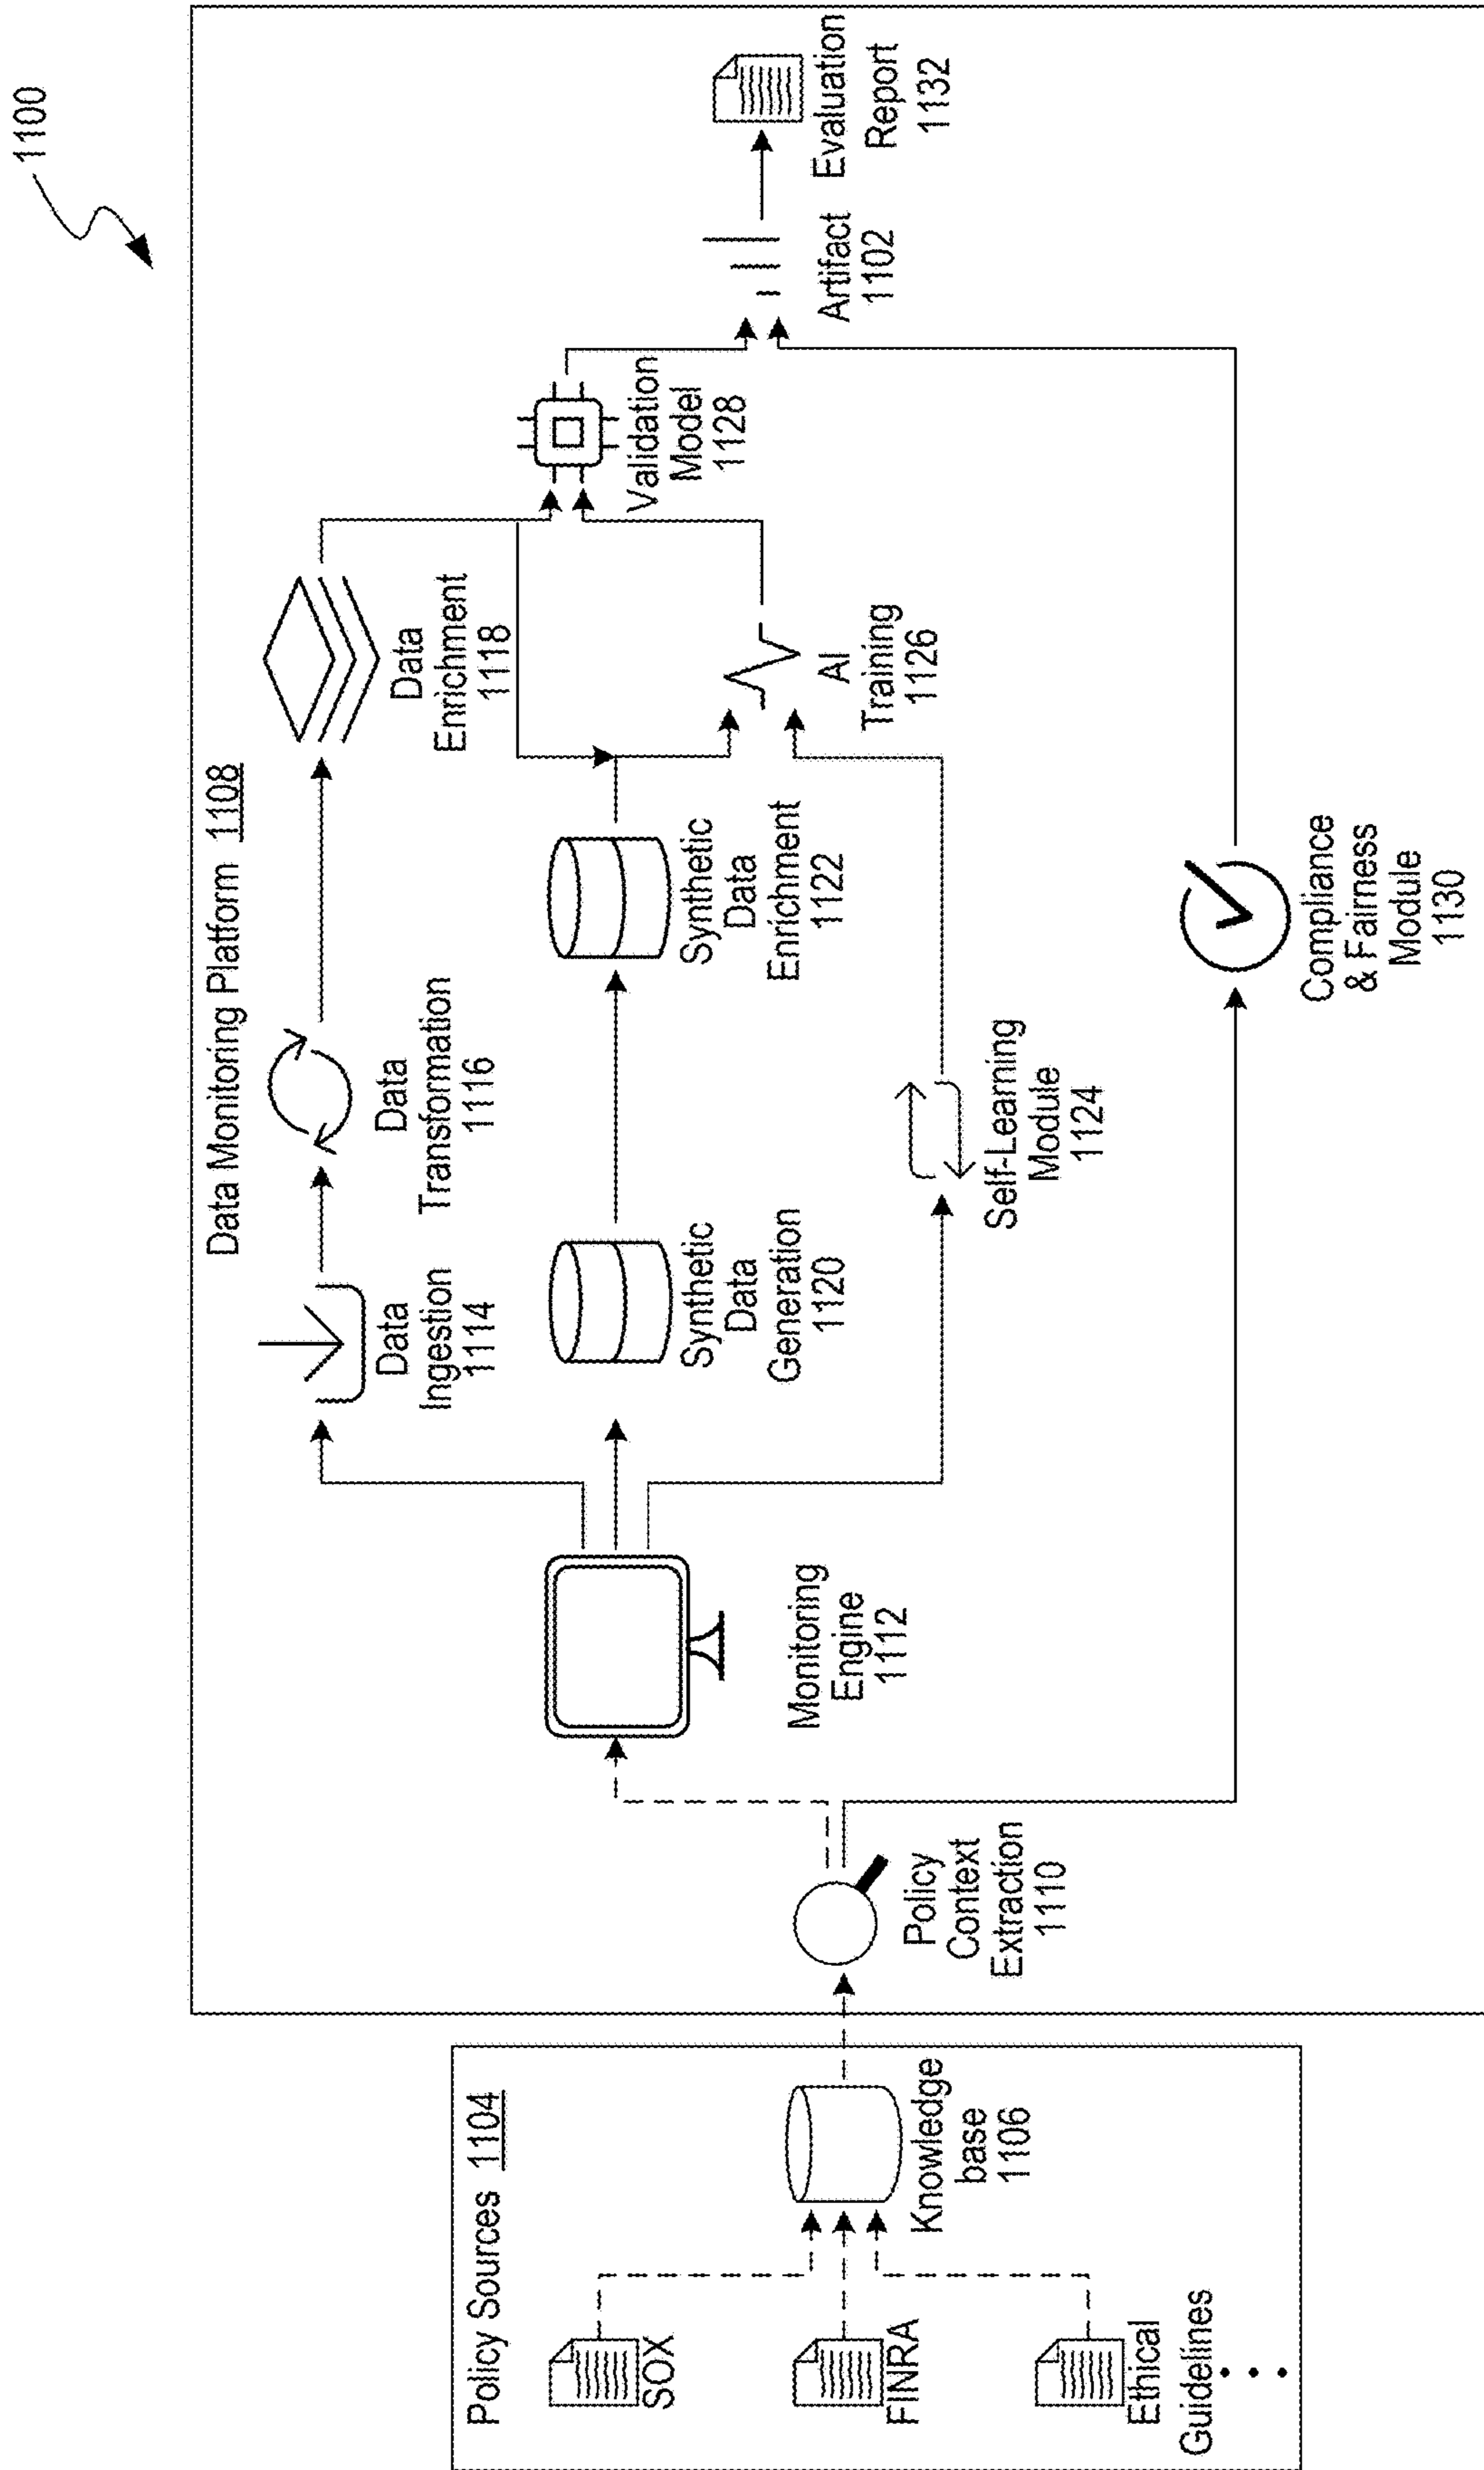 1100
Policy Sources 1104
SOX
FINRA
Ethical
Guidelines
Knowledge
base
1106
Data Monitoring Platform 1108
Policy
Context
Extraction
1110
Monitoring
Engine
1112
Data
Ingestion
1114
Data
Transformation
1116
Data
Enrichment
1118
Synthetic
Data
Generation
1120
Synthetic
Data
Enrichment
1122
Self-Learning
Module
1124
AI
Training
1126
Validation
Model
1128
Compliance
& Fairness
Module
1130
Artifact
1102
Evaluation
Report
1132